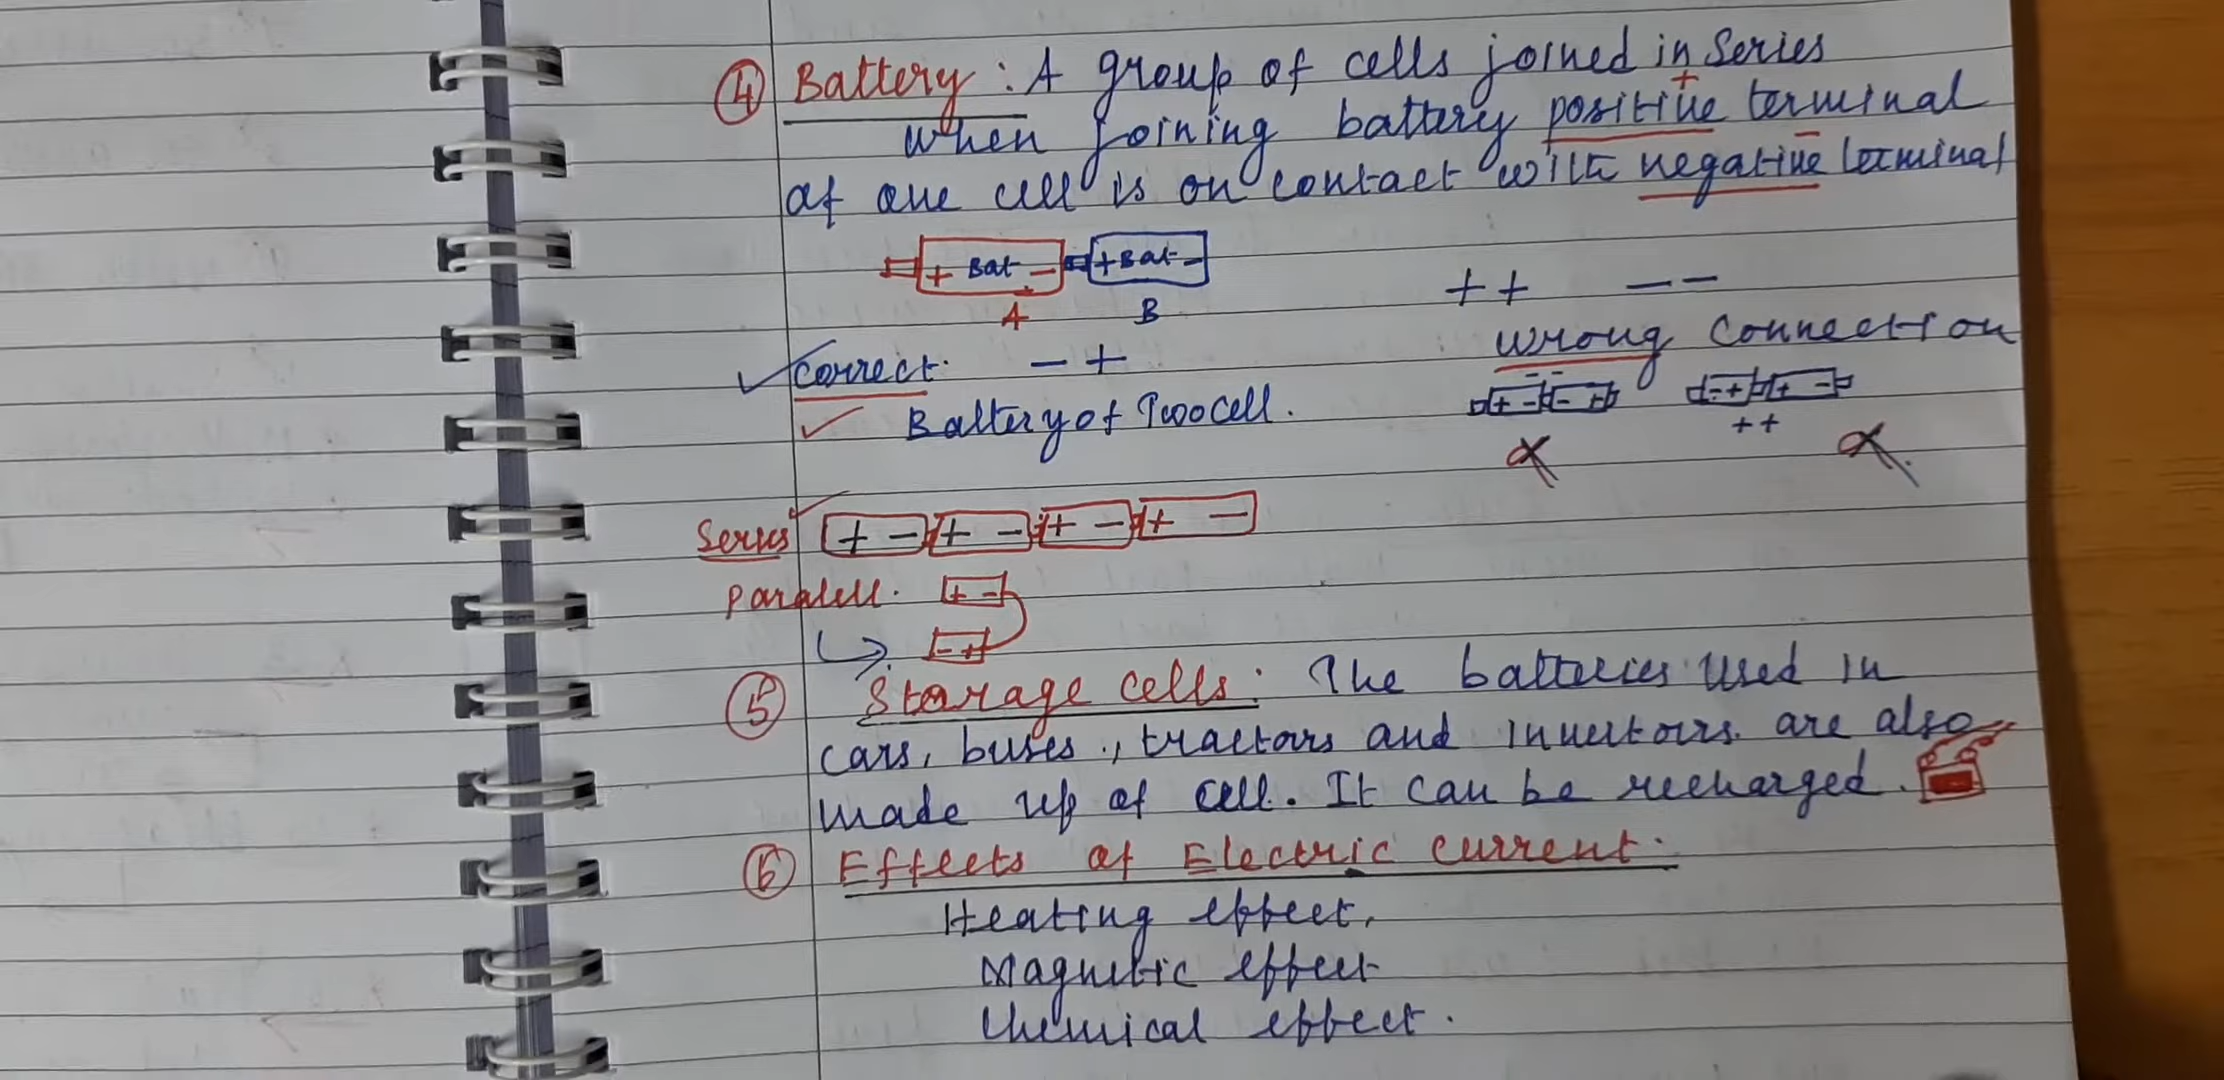 ④ Battery : A group of cells joined in Series
+
when joining battery positive terminal
−
of one cell is on contact with negative terminal
+ Bat − +Bat-
A B
++ −−
wrong connection
Correct. − +
− −
+ − − + − + + −
+ +
Battery of Two Cell.
Series + − + − + − + −
Paralell. + −
− +
⑤ Storage cells : The batteries used in
cars, buses, tractors and invertours. are also
made up of cell. It can be recharged.
⑥ Effects of Electric current.
Heating effect.
Magnetic effect
Chemical effect.